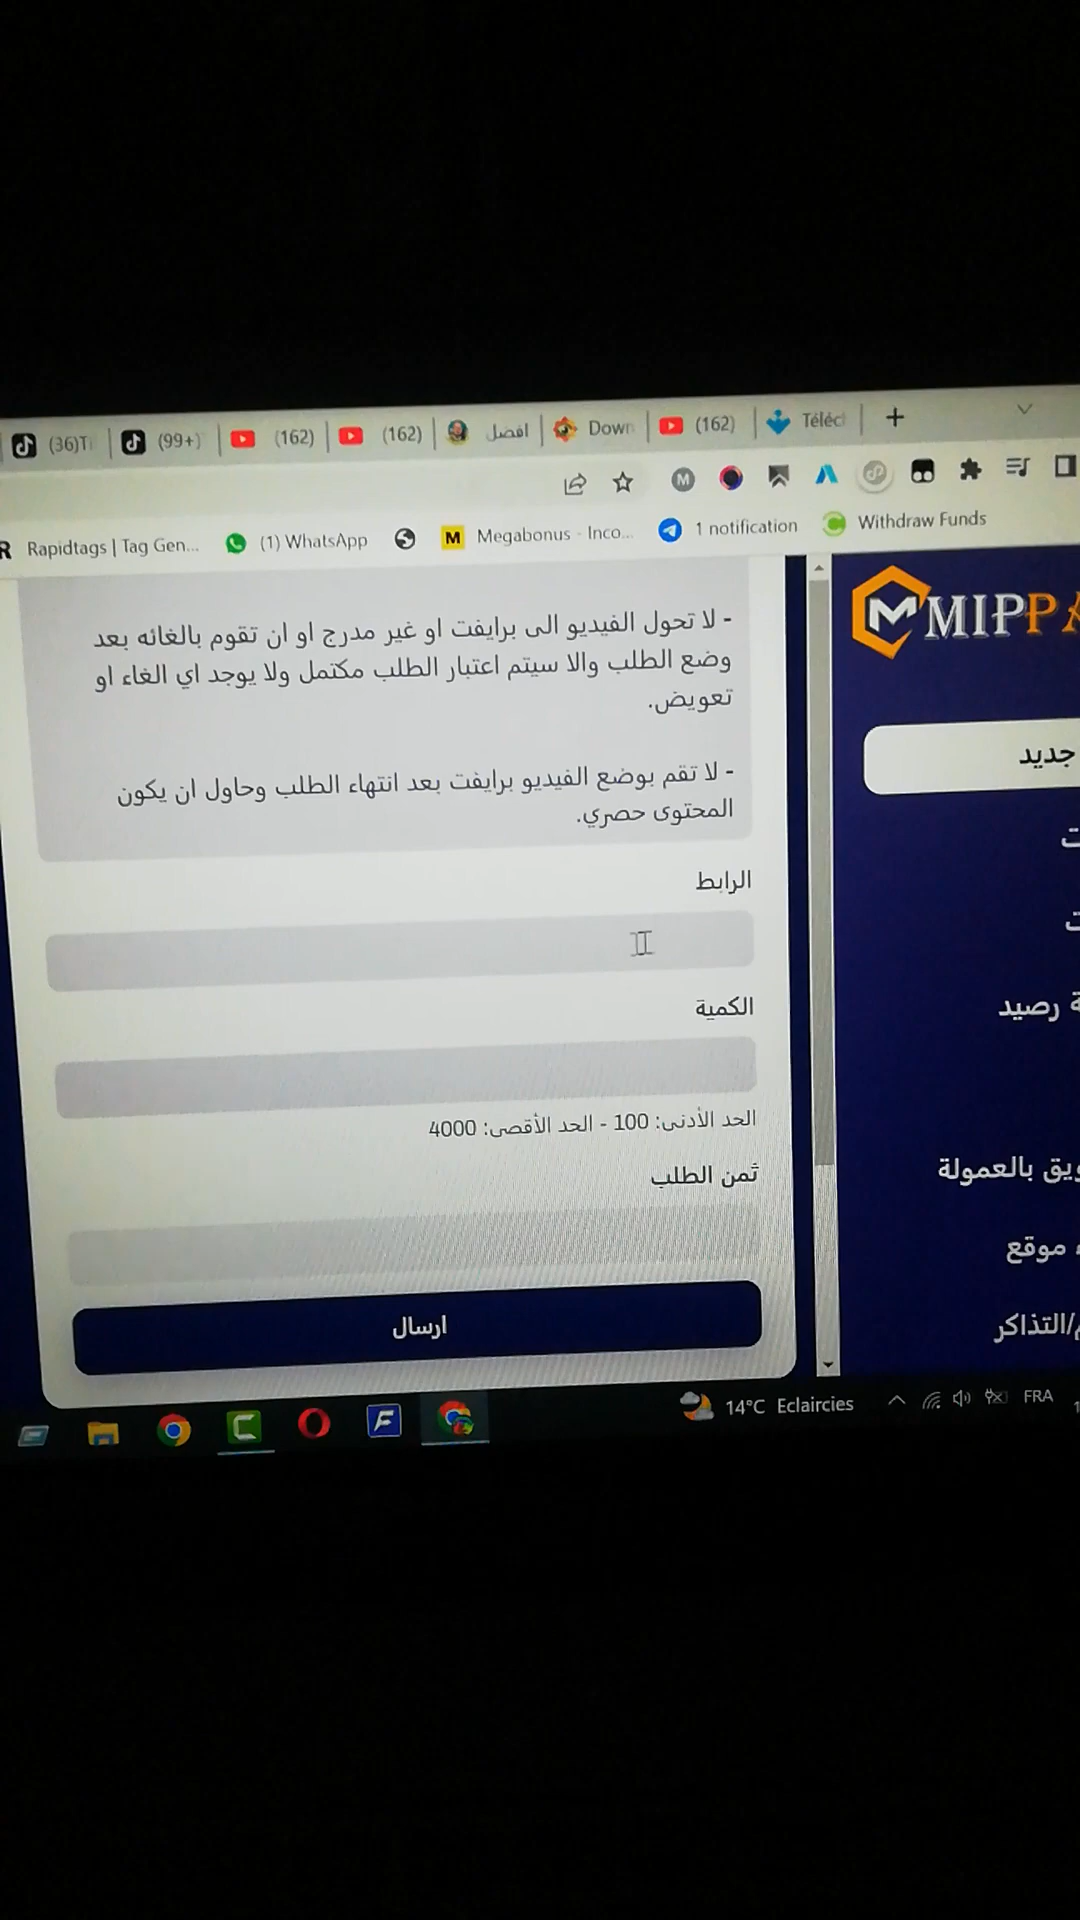 (36)T
(99+)
(162)
(162)
افضل
Down
(162)
Téléc
Rapidtags | Tag Gen...
(1) WhatsApp
M
Megabonus - Inco...
1 notification
Withdraw Funds
- لا تحول الفيديو الى برايفت او غير مدرج او ان تقوم بالغائه بعد
وضع الطلب والا سيتم اعتبار الطلب مكتمل ولا يوجد اي الغاء او
تعويض.
- لا تقم بوضع الفيديو برايفت بعد انتهاء الطلب وحاول ان يكون
المحتوى حصري.
الرابط
الكمية
الحد الأدنى: 100 - الحد الأقصى: 4000
ثمن الطلب
ارسال
MIPPA
جديد
رصيد
بالعمولة
موقع
/التذاكر
14°C Eclaircies
FRA